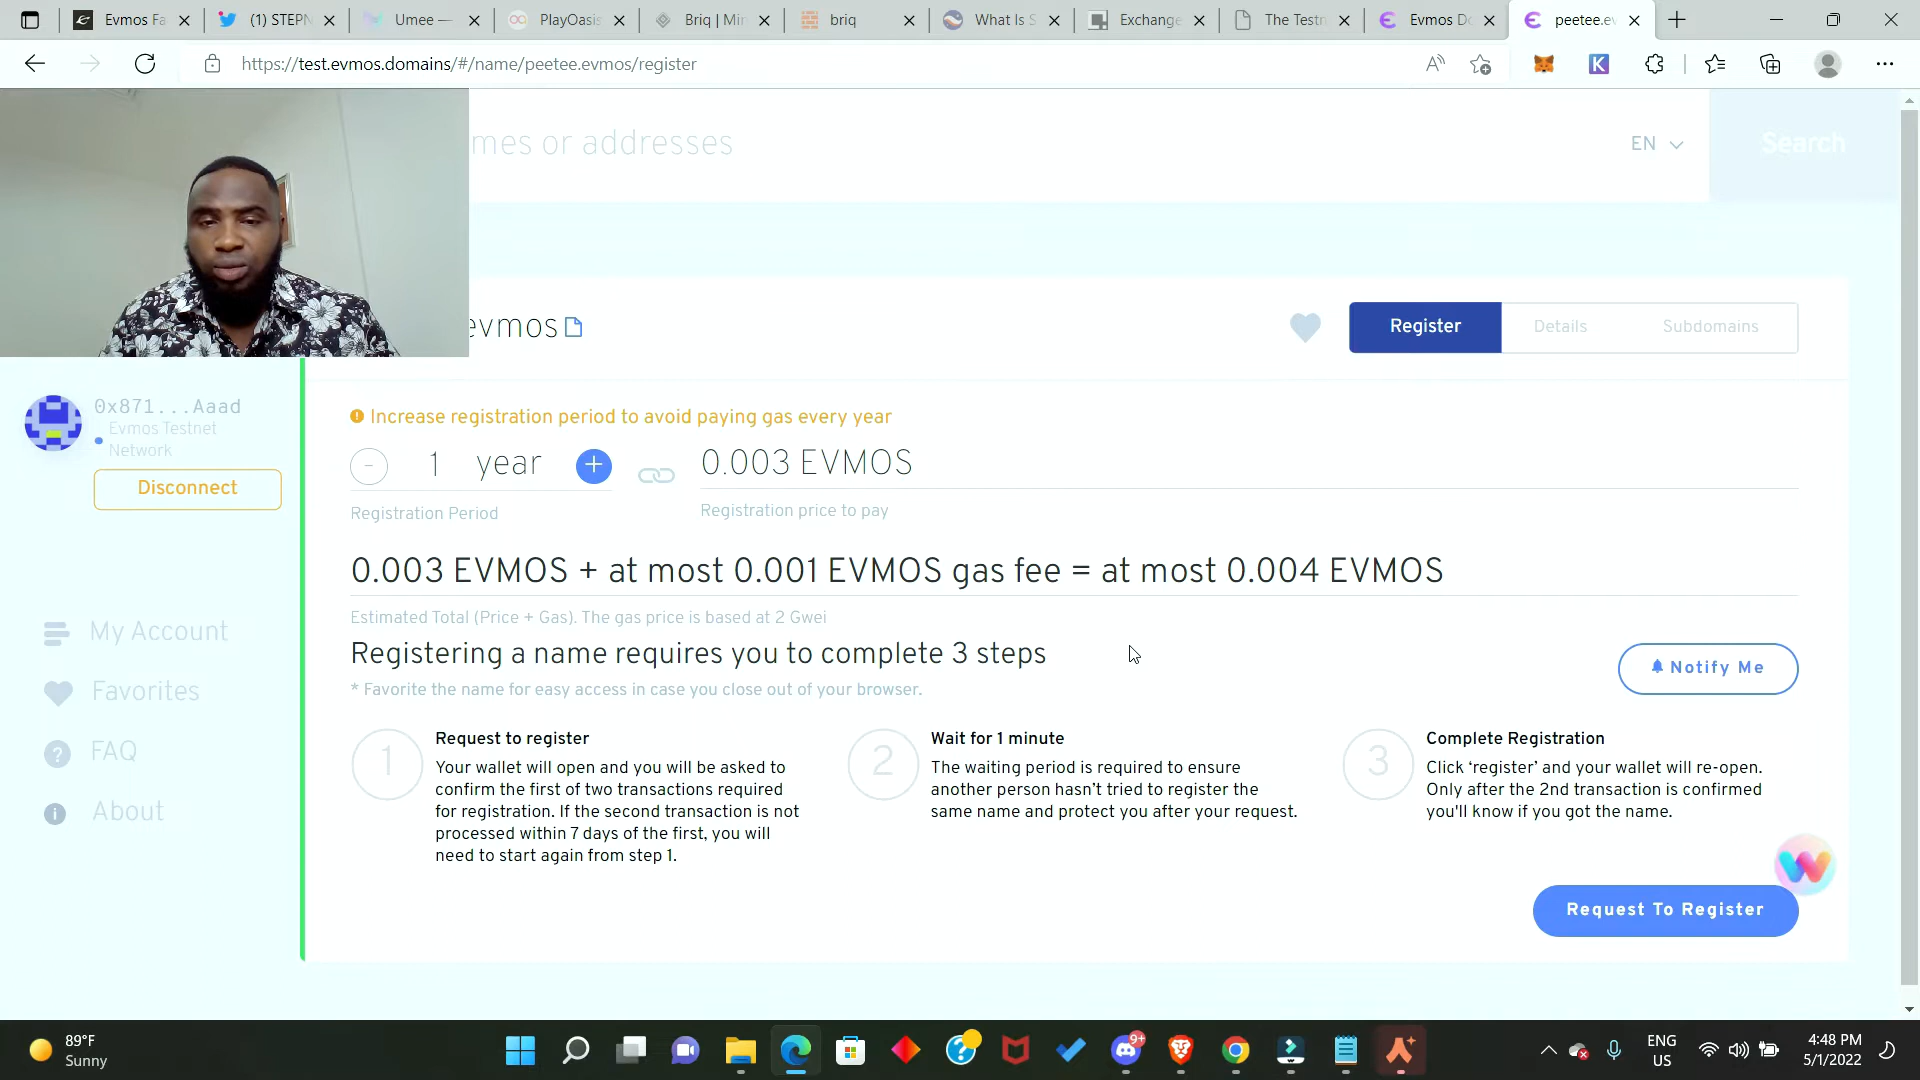 Evmos Fa
(1) STEPN
Umee —
PlayOasis
Briq | Min
briq
What Is S
Exchange
The Testn
Evmos Do
peetee.ev
https://test.evmos.domains/#/name/peetee.evmos/register
mes or addresses
EN
Search
evmos
Register
Details
Subdomains
0x871...Aaad
Evmos Testnet
Network
Disconnect
My Account
Favorites
FAQ
About
Increase registration period to avoid paying gas every year
- 1 year +
0.003 EVMOS
Registration Period
Registration price to pay
0.003 EVMOS + at most 0.001 EVMOS gas fee = at most 0.004 EVMOS
Estimated Total (Price + Gas). The gas price is based at 2 Gwei
Registering a name requires you to complete 3 steps
* Favorite the name for easy access in case you close out of your browser.
Notify Me
1
Request to register
Your wallet will open and you will be asked to
confirm the first of two transactions required
for registration. If the second transaction is not
processed within 7 days of the first, you will
need to start again from step 1.
2
Wait for 1 minute
The waiting period is required to ensure
another person hasn't tried to register the
same name and protect you after your request.
3
Complete Registration
Click ‘register’ and your wallet will re-open.
Only after the 2nd transaction is confirmed
you'll know if you got the name.
Request To Register
89°F
Sunny
9+
ENG
US
4:48 PM
5/1/2022